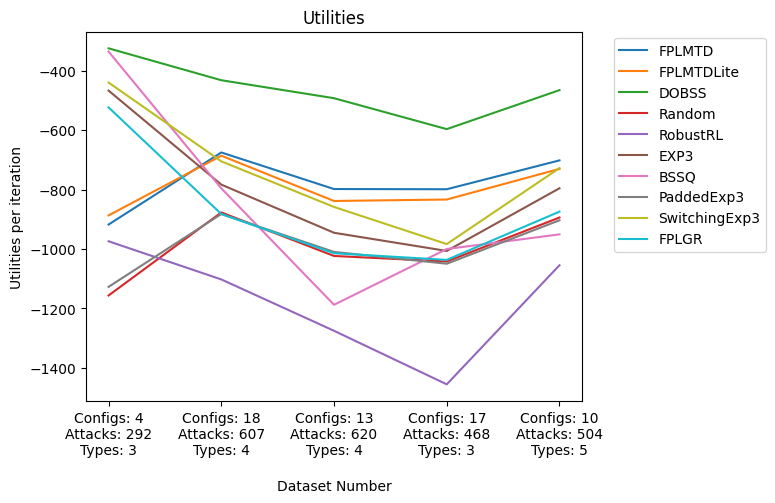 Utilities
Utilities per iteration
−400
−600
−800
−1000
−1200
−1400
Configs: 4
Attacks: 292
Types: 3
Configs: 18
Attacks: 607
Types: 4
Configs: 13
Attacks: 620
Types: 4
Configs: 17
Attacks: 468
Types: 3
Configs: 10
Attacks: 504
Types: 5
Dataset Number
FPLMTD
FPLMTDLite
DOBSS
Random
RobustRL
EXP3
BSSQ
PaddedExp3
SwitchingExp3
FPLGR